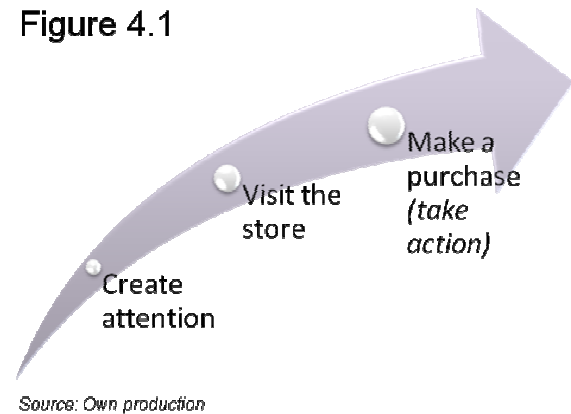 Figure 4.1
Make a
purchase
(take
action)
Visit the
store
Create
attention
Source: Own production